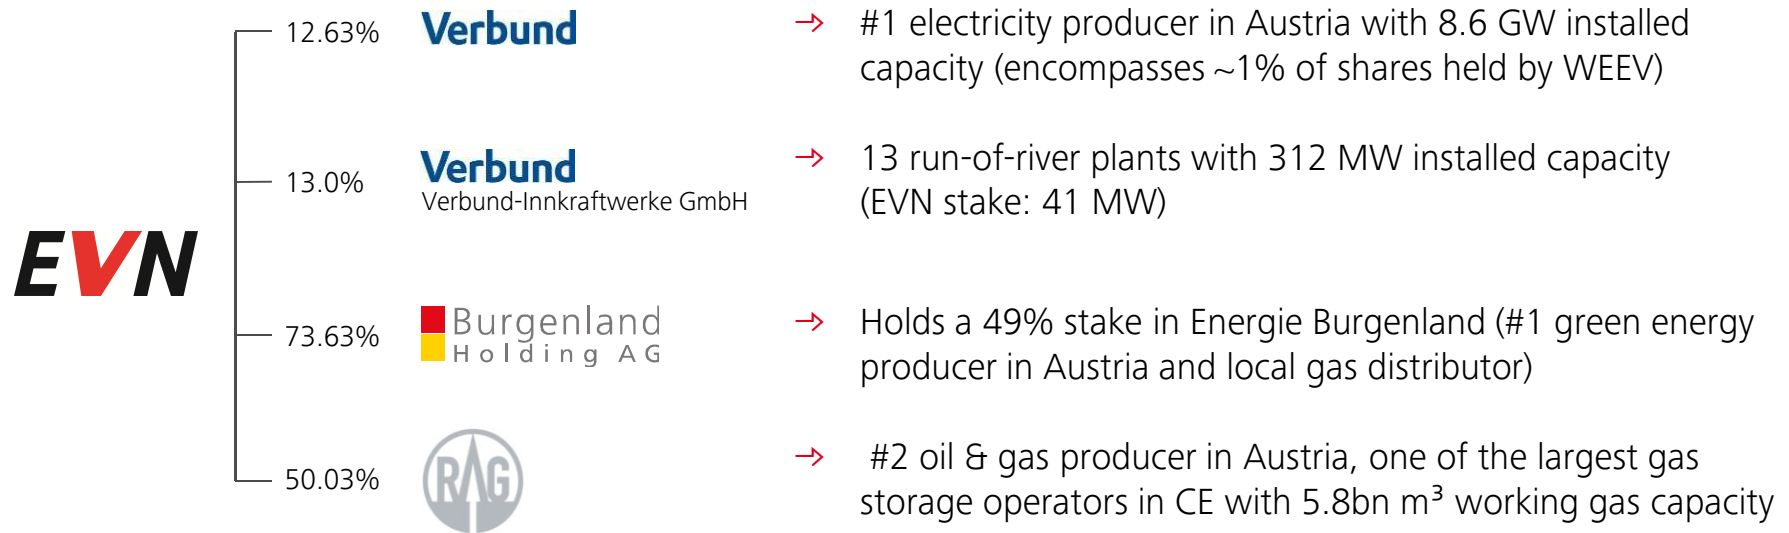 EVN
12.63%
Verbund
→ #1 electricity producer in Austria with 8.6 GW installed
capacity (encompasses ~1% of shares held by WEEV)
13.0%
Verbund
Verbund-Innkraftwerke GmbH
→ 13 run-of-river plants with 312 MW installed capacity
(EVN stake: 41 MW)
73.63%
Burgenland
Holding AG
→ Holds a 49% stake in Energie Burgenland (#1 green energy
producer in Austria and local gas distributor)
50.03%
RAG
→ #2 oil & gas producer in Austria, one of the largest gas
storage operators in CE with 5.8bn m³ working gas capacity